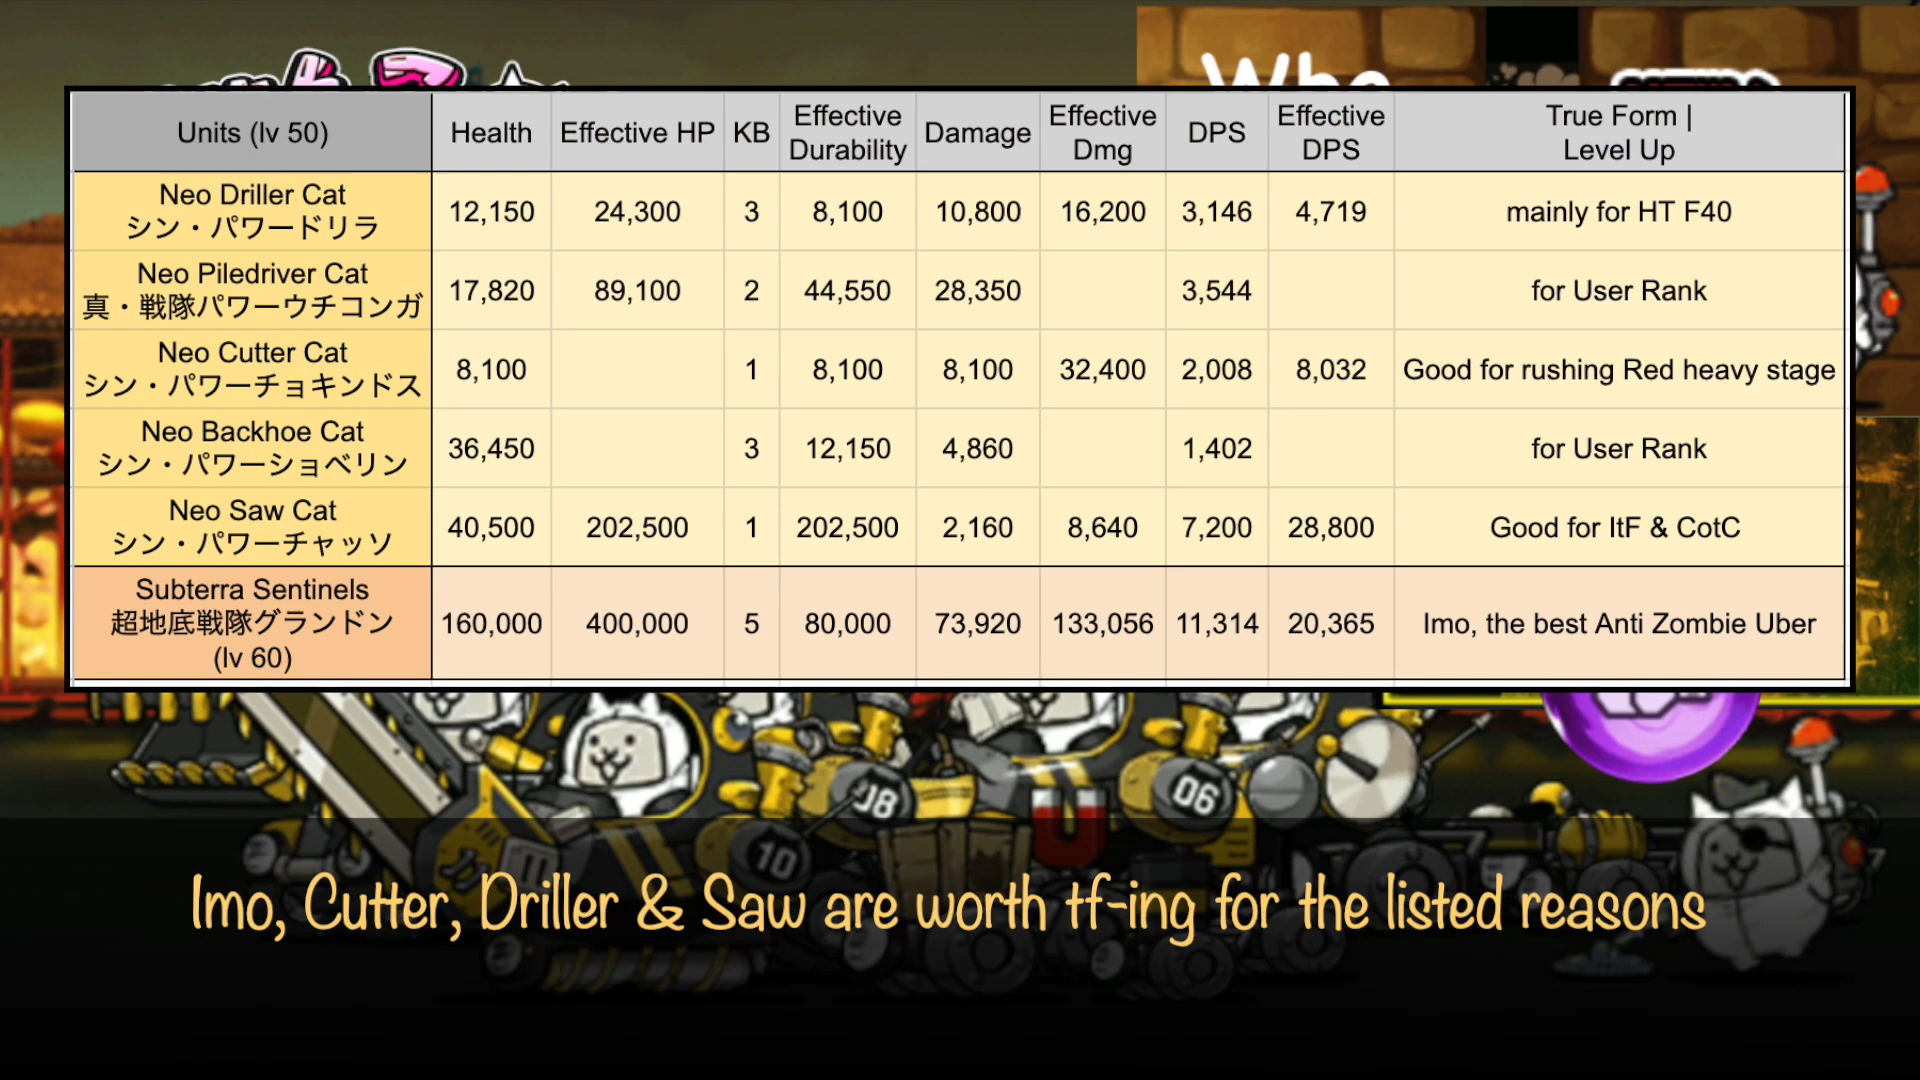 Who
Units (lv 50) Health Effective HP KB Effective Durability Damage Effective Dmg DPS Effective DPS True Form | Level Up
Neo Driller Cat
シン・パワードリラ 12,150 24,300 3 8,100 10,800 16,200 3,146 4,719 mainly for HT F40
Neo Piledriver Cat
真・戦隊パワーウチコンガ 17,820 89,100 2 44,550 28,350 3,544 for User Rank
Neo Cutter Cat
シン・パワーチョキンドス 8,100 1 8,100 8,100 32,400 2,008 8,032 Good for rushing Red heavy stage
Neo Backhoe Cat
シン・パワーショベリン 36,450 3 12,150 4,860 1,402 for User Rank
Neo Saw Cat
シン・パワーチャッソ 40,500 202,500 1 202,500 2,160 8,640 7,200 28,800 Good for ItF & CotC
Subterra Sentinels
超地底戦隊グランドン
(lv 60) 160,000 400,000 5 80,000 73,920 133,056 11,314 20,365 Imo, the best Anti Zombie Uber
08
06
10
Imo, Cutter, Driller & Saw are worth tf-ing for the listed reasons